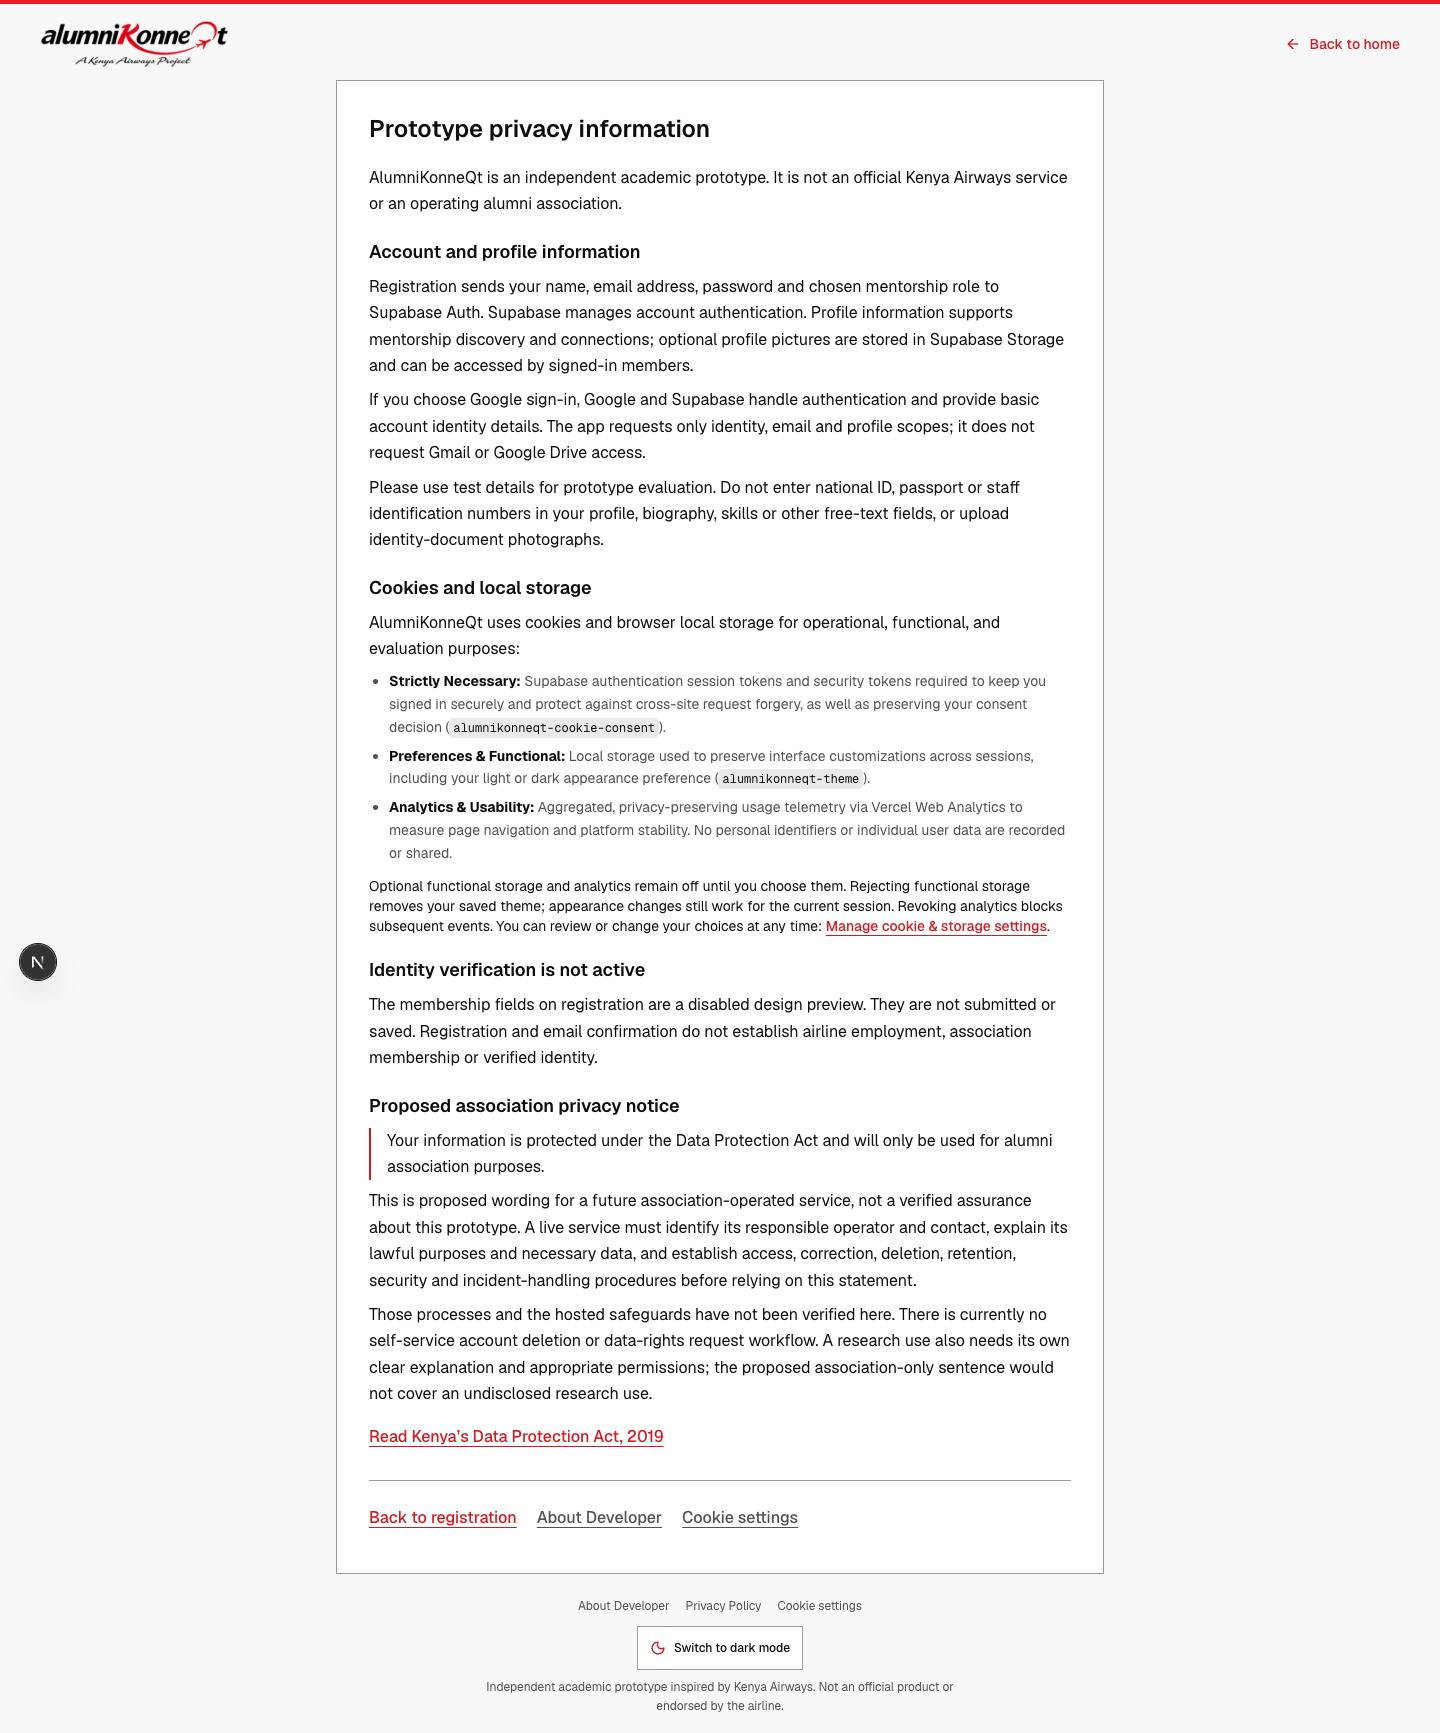 alumniKonneQt
A Kenya Airways Project
Back to home
Prototype privacy information
AlumniKonneQt is an independent academic prototype. It is not an official Kenya Airways service
or an operating alumni association.
Account and profile information
Registration sends your name, email address, password and chosen mentorship role to
Supabase Auth. Supabase manages account authentication. Profile information supports
mentorship discovery and connections; optional profile pictures are stored in Supabase Storage
and can be accessed by signed-in members.
If you choose Google sign-in, Google and Supabase handle authentication and provide basic
account identity details. The app requests only identity, email and profile scopes; it does not
request Gmail or Google Drive access.
Please use test details for prototype evaluation. Do not enter national ID, passport or staff
identification numbers in your profile, biography, skills or other free-text fields, or upload
identity-document photographs.
Cookies and local storage
AlumniKonneQt uses cookies and browser local storage for operational, functional, and
evaluation purposes:
• Strictly Necessary: Supabase authentication session tokens and security tokens required to keep you
signed in securely and protect against cross-site request forgery, as well as preserving your consent
decision (alumnikonneqt-cookie-consent).
• Preferences & Functional: Local storage used to preserve interface customizations across sessions,
including your light or dark appearance preference (alumnikonneqt-theme).
• Analytics & Usability: Aggregated, privacy-preserving usage telemetry via Vercel Web Analytics to
measure page navigation and platform stability. No personal identifiers or individual user data are recorded
or shared.
Optional functional storage and analytics remain off until you choose them. Rejecting functional storage
removes your saved theme; appearance changes still work for the current session. Revoking analytics blocks
subsequent events. You can review or change your choices at any time: Manage cookie & storage settings.
N
Identity verification is not active
The membership fields on registration are a disabled design preview. They are not submitted or
saved. Registration and email confirmation do not establish airline employment, association
membership or verified identity.
Proposed association privacy notice
Your information is protected under the Data Protection Act and will only be used for alumni
association purposes.
This is proposed wording for a future association-operated service, not a verified assurance
about this prototype. A live service must identify its responsible operator and contact, explain its
lawful purposes and necessary data, and establish access, correction, deletion, retention,
security and incident-handling procedures before relying on this statement.
Those processes and the hosted safeguards have not been verified here. There is currently no
self-service account deletion or data-rights request workflow. A research use also needs its own
clear explanation and appropriate permissions; the proposed association-only sentence would
not cover an undisclosed research use.
Read Kenya's Data Protection Act, 2019
Back to registration About Developer Cookie settings
About Developer Privacy Policy Cookie settings
Switch to dark mode
Independent academic prototype inspired by Kenya Airways. Not an official product or
endorsed by the airline.